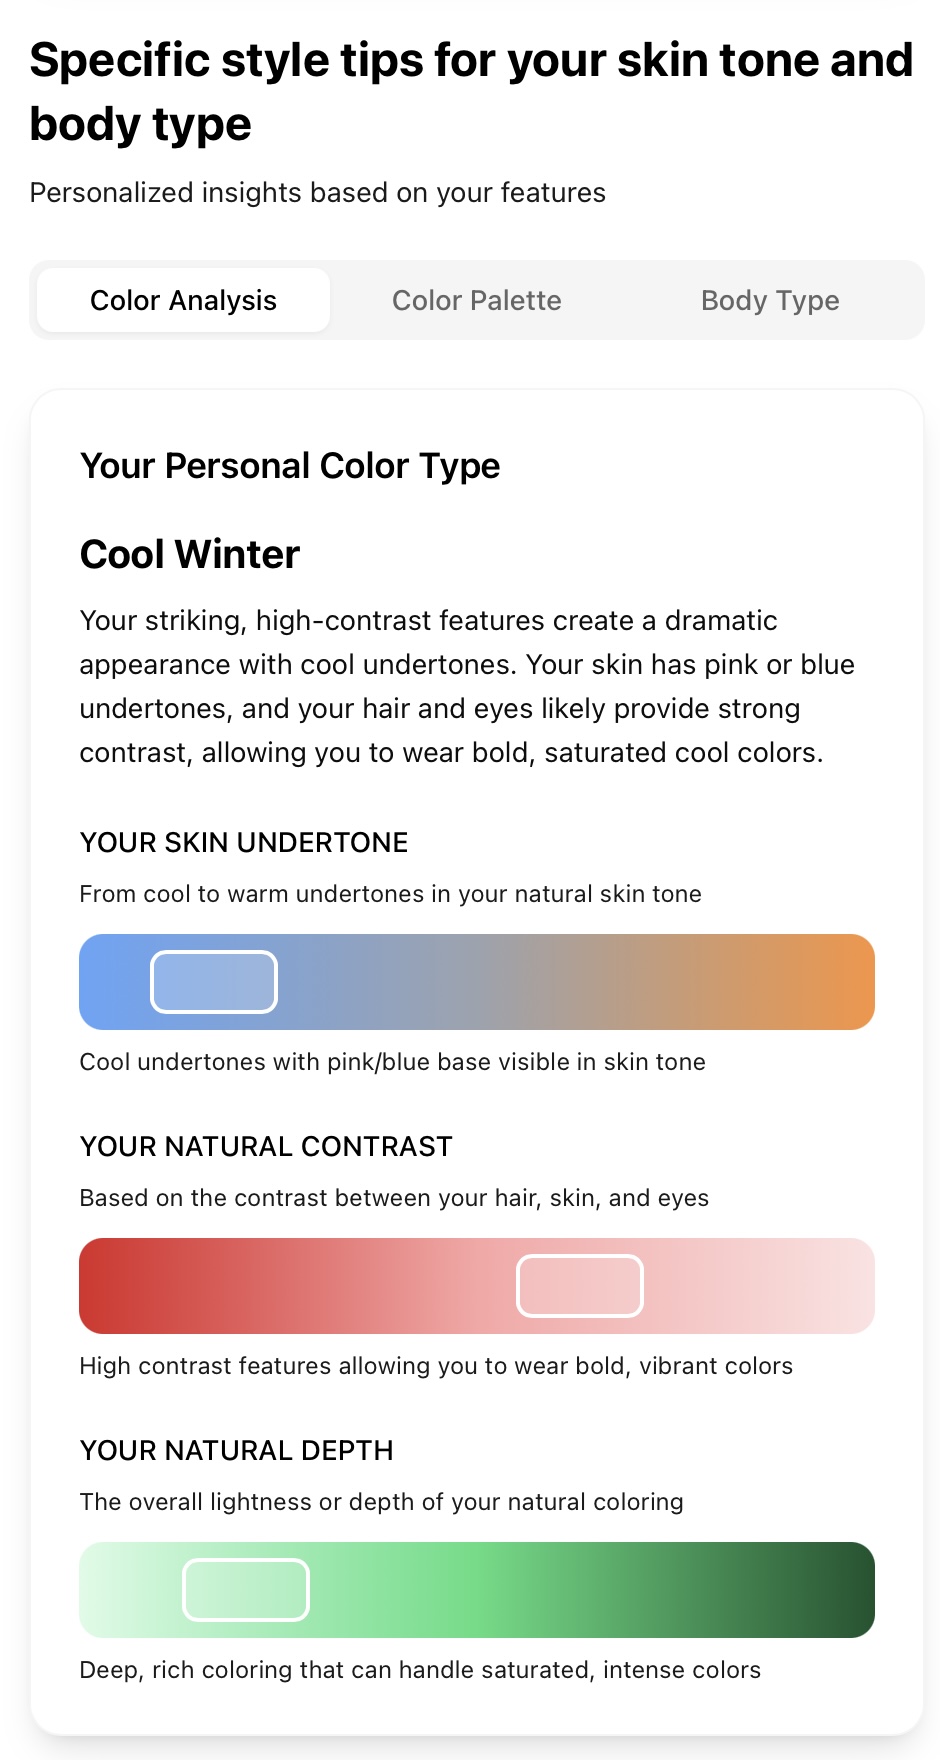 Specific style tips for your skin tone and
body type
Personalized insights based on your features
Color Analysis
Color Palette
Body Type
Your Personal Color Type
Cool Winter
Your striking, high-contrast features create a dramatic
appearance with cool undertones. Your skin has pink or blue
undertones, and your hair and eyes likely provide strong
contrast, allowing you to wear bold, saturated cool colors.
YOUR SKIN UNDERTONE
From cool to warm undertones in your natural skin tone
Cool undertones with pink/blue base visible in skin tone
YOUR NATURAL CONTRAST
Based on the contrast between your hair, skin, and eyes
High contrast features allowing you to wear bold, vibrant colors
YOUR NATURAL DEPTH
The overall lightness or depth of your natural coloring
Deep, rich coloring that can handle saturated, intense colors